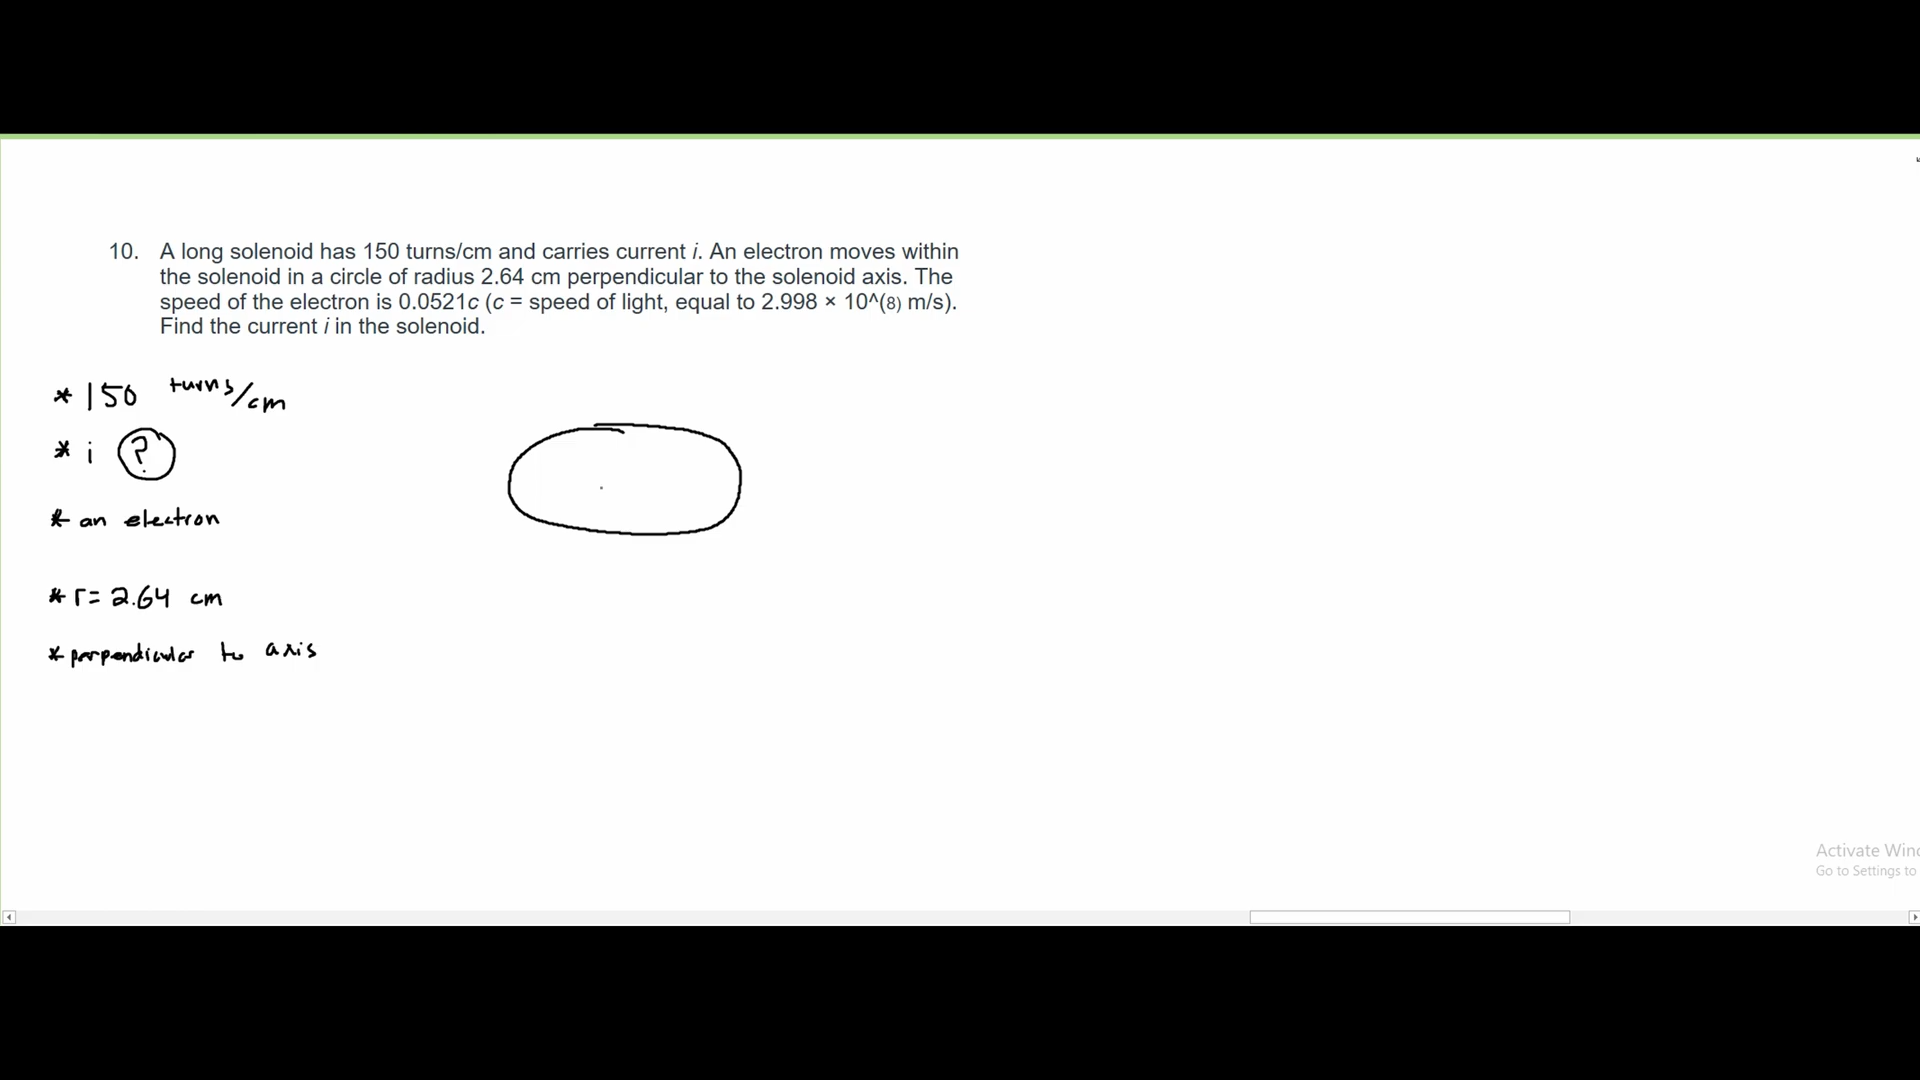 10. A long solenoid has 150 turns/cm and carries current i. An electron moves within
the solenoid in a circle of radius 2.64 cm perpendicular to the solenoid axis. The
speed of the electron is 0.0521c (c = speed of light, equal to 2.998 × 10^(8) m/s).
Find the current i in the solenoid.
* 150 turns/cm
* i ?
* an electron
* r= 2.64 cm
* perpendicular to axis
Activate Wind
Go to Settings to